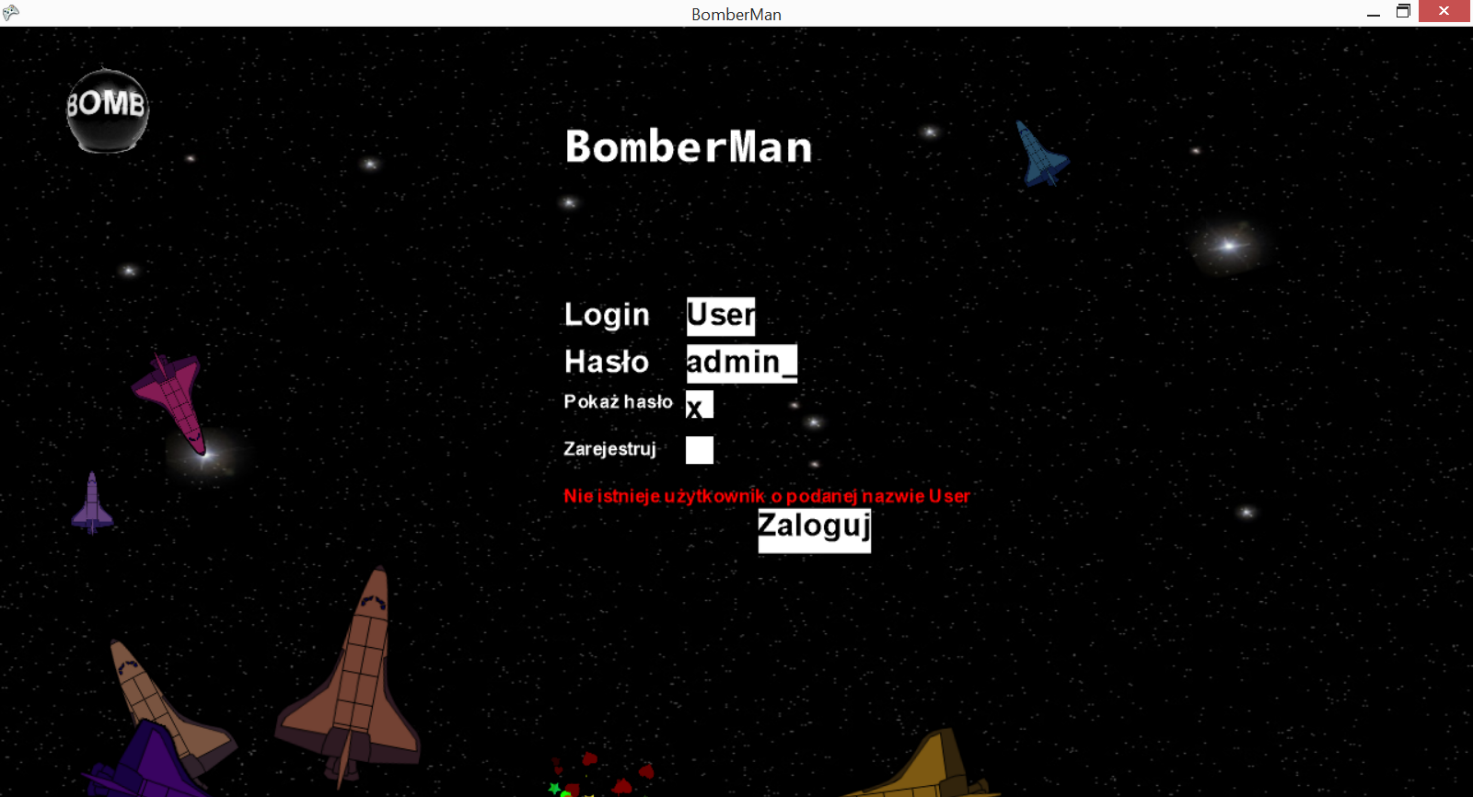 BomberMan
BOMB
BomberMan
Login User
Hasło admin_
Pokaż hasło x
Zarejestruj
Nie istnieje użytkownik o podanej nazwie User
Zaloguj